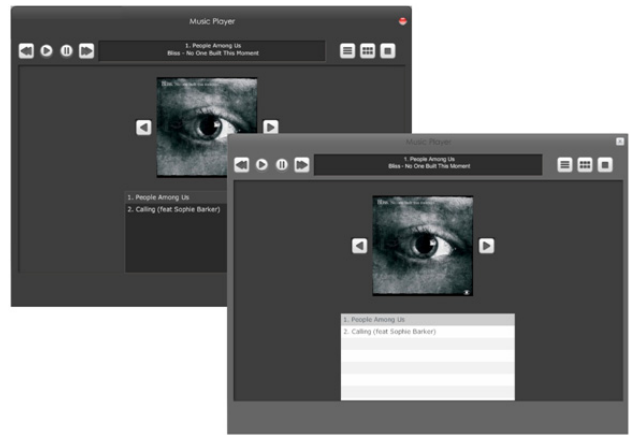 Music Player
1. People Among Us
Bliss - No One Built This Moment
1. People Among Us
2. Calling (feat Sophie Barker)
Music Player
1. People Among Us
Bliss - No One Built This Moment
1. People Among Us
2. Calling (feat Sophie Barker)